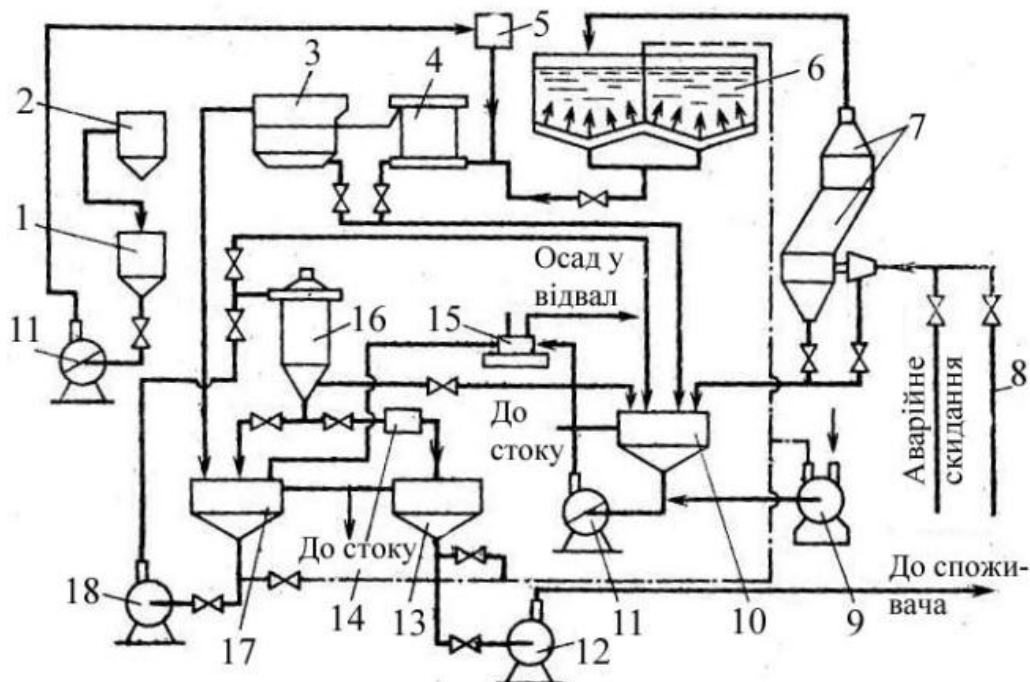 5
3
4
6
2
7
1
Осад у
відвал
15
16
11
До
стоку
Аварійне
скидання
8
10
До стоку
До спожи-
вача
18
17
14
13
12
11
10
9